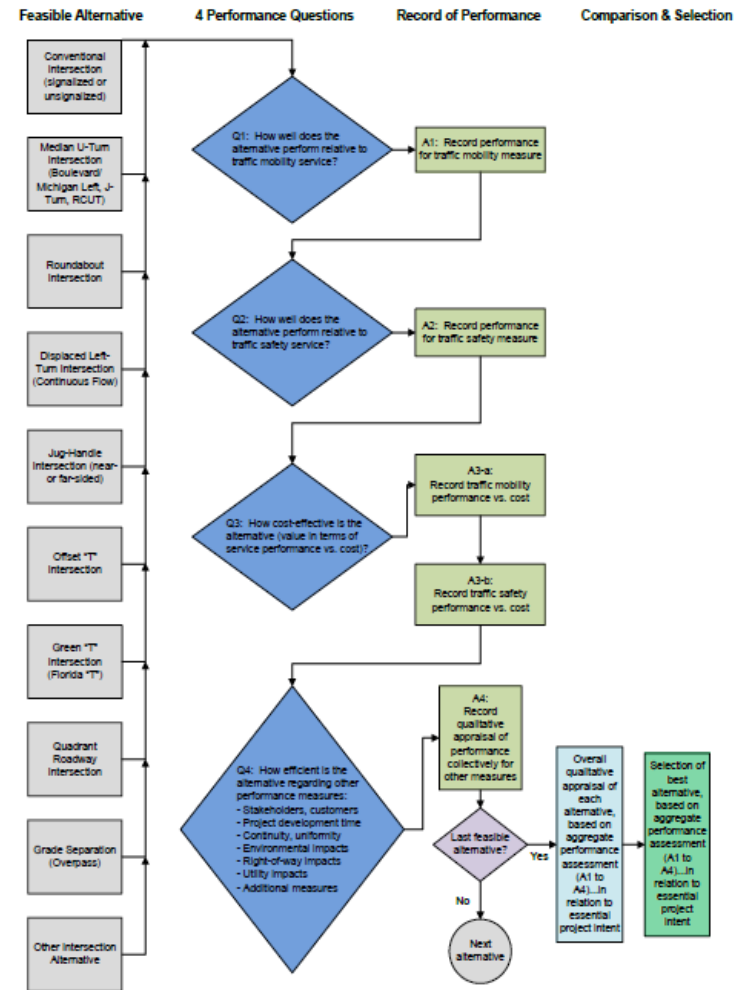 Feasible Alternative
4 Performance Questions
Record of Performance
Comparison & Selection
Conventional
Intersection
(signalized or
unsignalized)
Median U-Turn
Intersection
(Boulevard/
Michigan Left, J-
Turn, RCUT)
Roundabout
Intersection
Displaced Left-
Turn Intersection
(Continuous Flow)
Jug-Handle
Intersection (near-
or far-sided)
Offset "T"
Intersection
Green "T"
Intersection
(Florida "T")
Quadrant
Roadway
Intersection
Grade Separation
(Overpass)
Other Intersection
Alternative
Q1: How well does the
alternative perform relative to
traffic mobility service?
A1: Record performance
for traffic mobility measure
Q2: How well does the
alternative perform relative to
traffic safety service?
A2: Record performance
for traffic safety measure
Q3: How cost-effective is the
alternative (value in terms of
service performance vs. cost)?
A3-a:
Record traffic mobility
performance vs. cost
A3-b:
Record traffic safety
performance vs. cost
Q4: How efficient is the
alternative regarding other
performance measures:
- Stakeholders, customers
- Project development time
- Continuity, uniformity
- Environmental impacts
- Right-of-way impacts
- Utility impacts
- Additional measures
A4:
Record
qualitative
appraisal of
performance
collectively for
other measures
Last feasible
alternative?
Yes
No
Next
alternative
Overall
qualitative
appraisal of
each
alternative,
based on
aggregate
performance
assessment
(A1 to
A4)...in
relation to
essential
project intent
Selection of
best
alternative,
based on
aggregate
performance
assessment
(A1 to
A4)...in
relation to
essential
project
intent